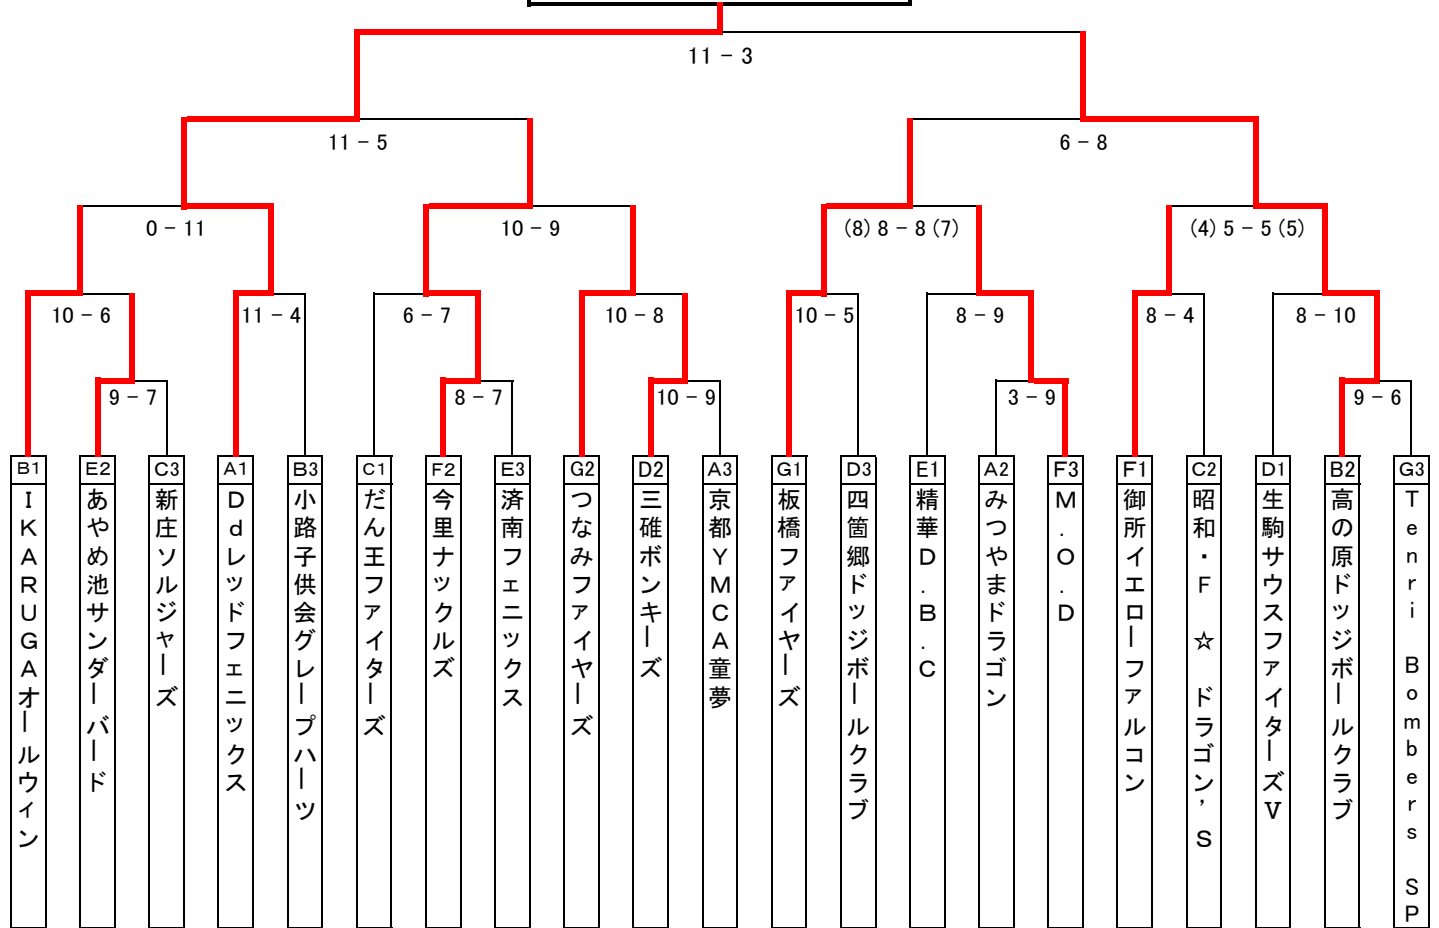 11 − 3
11 − 5
6 − 8
0 − 11
10 − 9
(8) 8 − 8 (7)
(4) 5 − 5 (5)
10 − 6
11 − 4
6 − 7
10 − 8
10 − 5
8 − 9
8 − 4
8 − 10
9 − 7
8 − 7
10 − 9
3 − 9
9 − 6
B1
IKARUGAオールウィン
E2
あやめ池サンダーバード
C3
新庄ソルジャーズ
A1
Ddレッドフェニックス
B3
小路子供会グレープハーツ
C1
だん王ファイターズ
F2
今里ナックルズ
E3
済南フェニックス
G2
つなみファイヤーズ
D2
三碓ボンキーズ
A3
京都YMCA童夢
G1
板橋ファイヤーズ
D3
四箇郷ドッジボールクラブ
E1
精華D.B.C
A2
みつやまドラゴン
F3
M.O.D
F1
御所イエローファルコン
C2
昭和・F ☆ ドラゴン’S
D1
生駒サウスファイターズV
B2
高の原ドッジボールクラブ
G3
Tenri Bombers SP